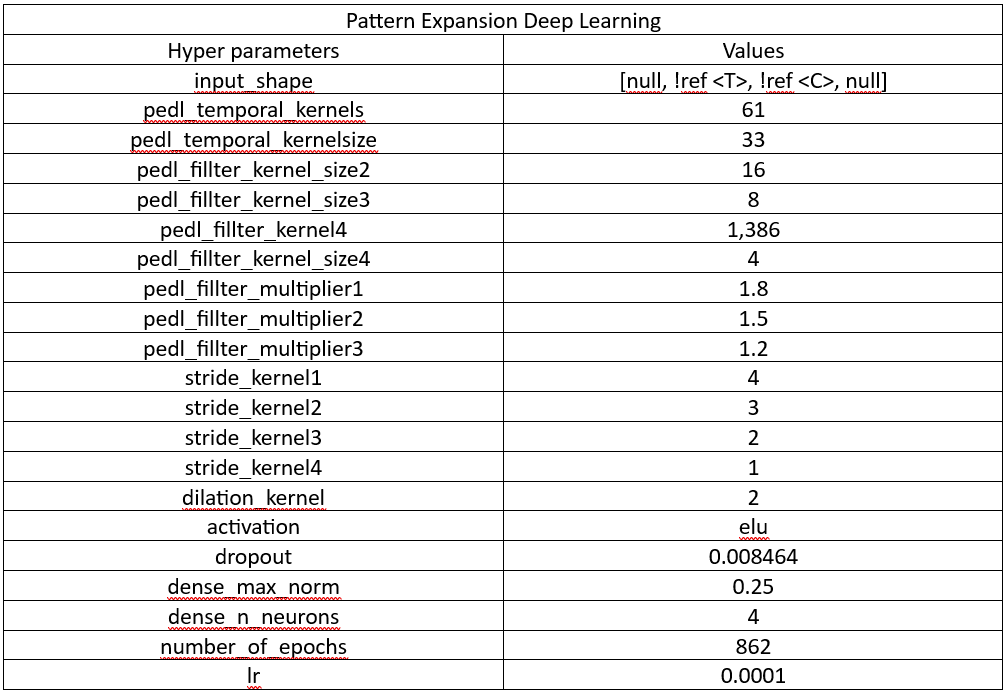 Pattern Expansion Deep Learning
Hyper parameters Values
input_shape [null, !ref <T>, !ref <C>, null]
pedl_temporal_kernels 61
pedl_temporal_kernelsize 33
pedl_fillter_kernel_size2 16
pedl_fillter_kernel_size3 8
pedl_fillter_kernel4 1,386
pedl_fillter_kernel_size4 4
pedl_fillter_multiplier1 1.8
pedl_fillter_multiplier2 1.5
pedl_fillter_multiplier3 1.2
stride_kernel1 4
stride_kernel2 3
stride_kernel3 2
stride_kernel4 1
dilation_kernel 2
activation elu
dropout 0.008464
dense_max_norm 0.25
dense_n_neurons 4
number_of_epochs 862
lr 0.0001